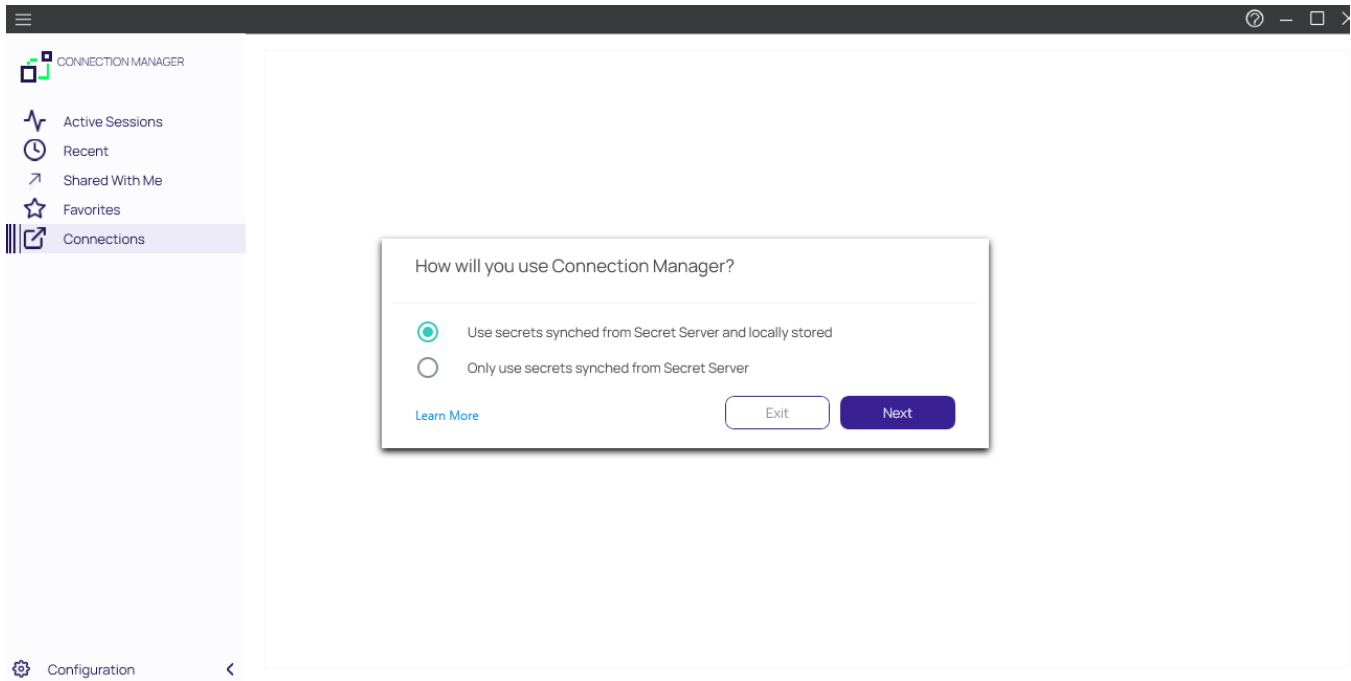 CONNECTION MANAGER
Active Sessions
Recent
Shared With Me
Favorites
Connections
How will you use Connection Manager?
Use secrets synched from Secret Server and locally stored
Only use secrets synched from Secret Server
Learn More
Exit
Next
Configuration